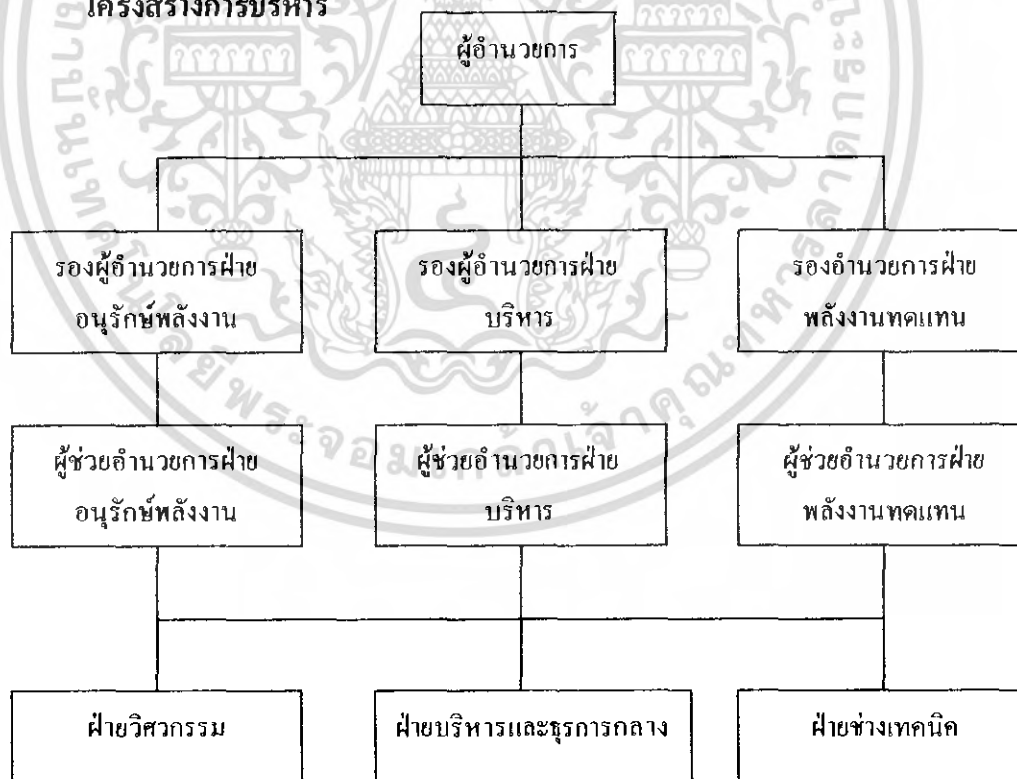 โครงสร้างการบริหาร
ผู้อำนวยการ
รองผู้อำนวยการฝ่าย
อนุรักษ์พลังงาน
รองผู้อำนวยการฝ่าย
บริหาร
รองอำนวยการฝ่าย
พลังงานทดแทน
ผู้ช่วยอำนวยการฝ่าย
อนุรักษ์พลังงาน
ผู้ช่วยอำนวยการฝ่าย
บริหาร
ผู้ช่วยอำนวยการฝ่าย
พลังงานทดแทน
ฝ่ายวิศวกรรม
ฝ่ายบริหารและธุรการกลาง
ฝ่ายช่างเทคนิค